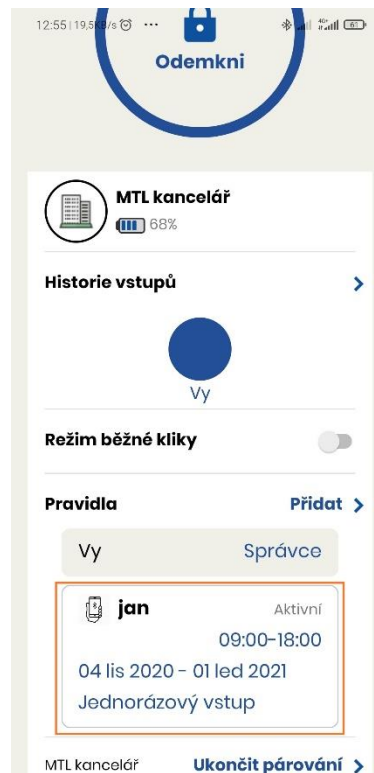 12:55 | 19,5KB/s
Odemkni
MTL kancelář
68%
Historie vstupů
Vy
Režim běžné kliky
Pravidla Přidat
Vy Správce
jan Aktivní
09:00-18:00
04 lis 2020 - 01 led 2021
Jednorázový vstup
MTL kancelář Ukončit párování